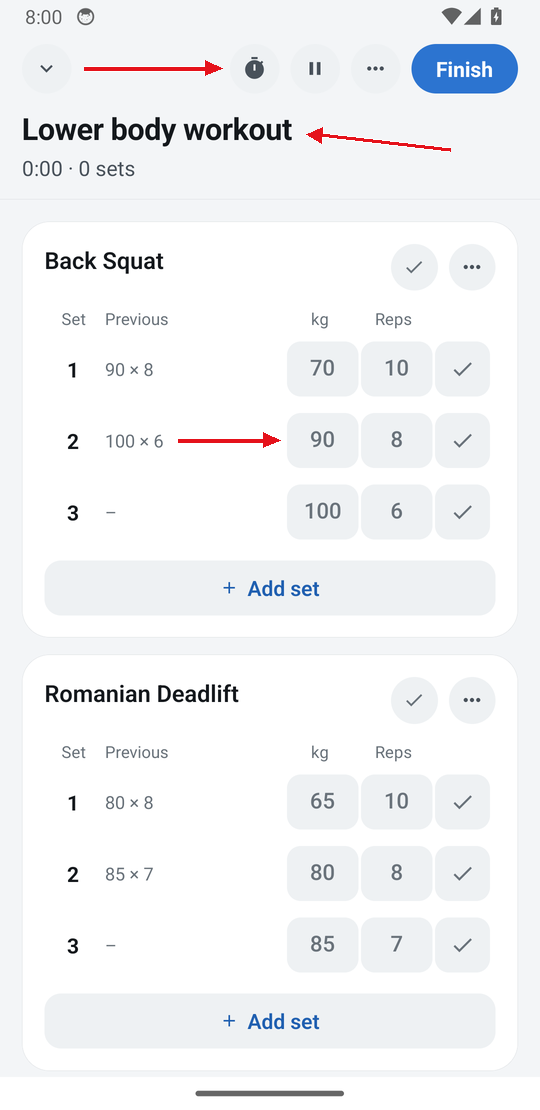 8:00
Finish
Lower body workout
0:00 · 0 sets
Back Squat
Set Previous kg Reps
1 90 × 8 70 10
2 100 × 6 90 8
3 – 100 6
+ Add set
Romanian Deadlift
Set Previous kg Reps
1 80 × 8 65 10
2 85 × 7 80 8
3 – 85 7
+ Add set